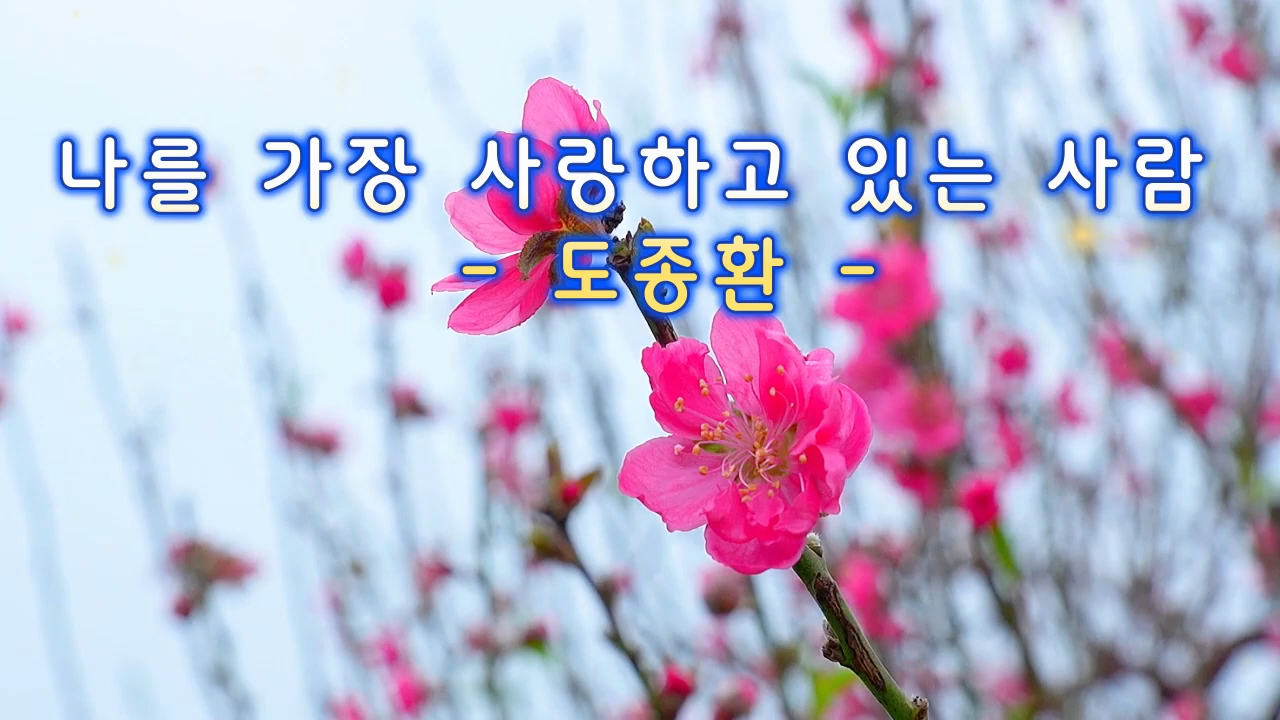 나를 가장 사랑하고 있는 사람
- 도종환 -